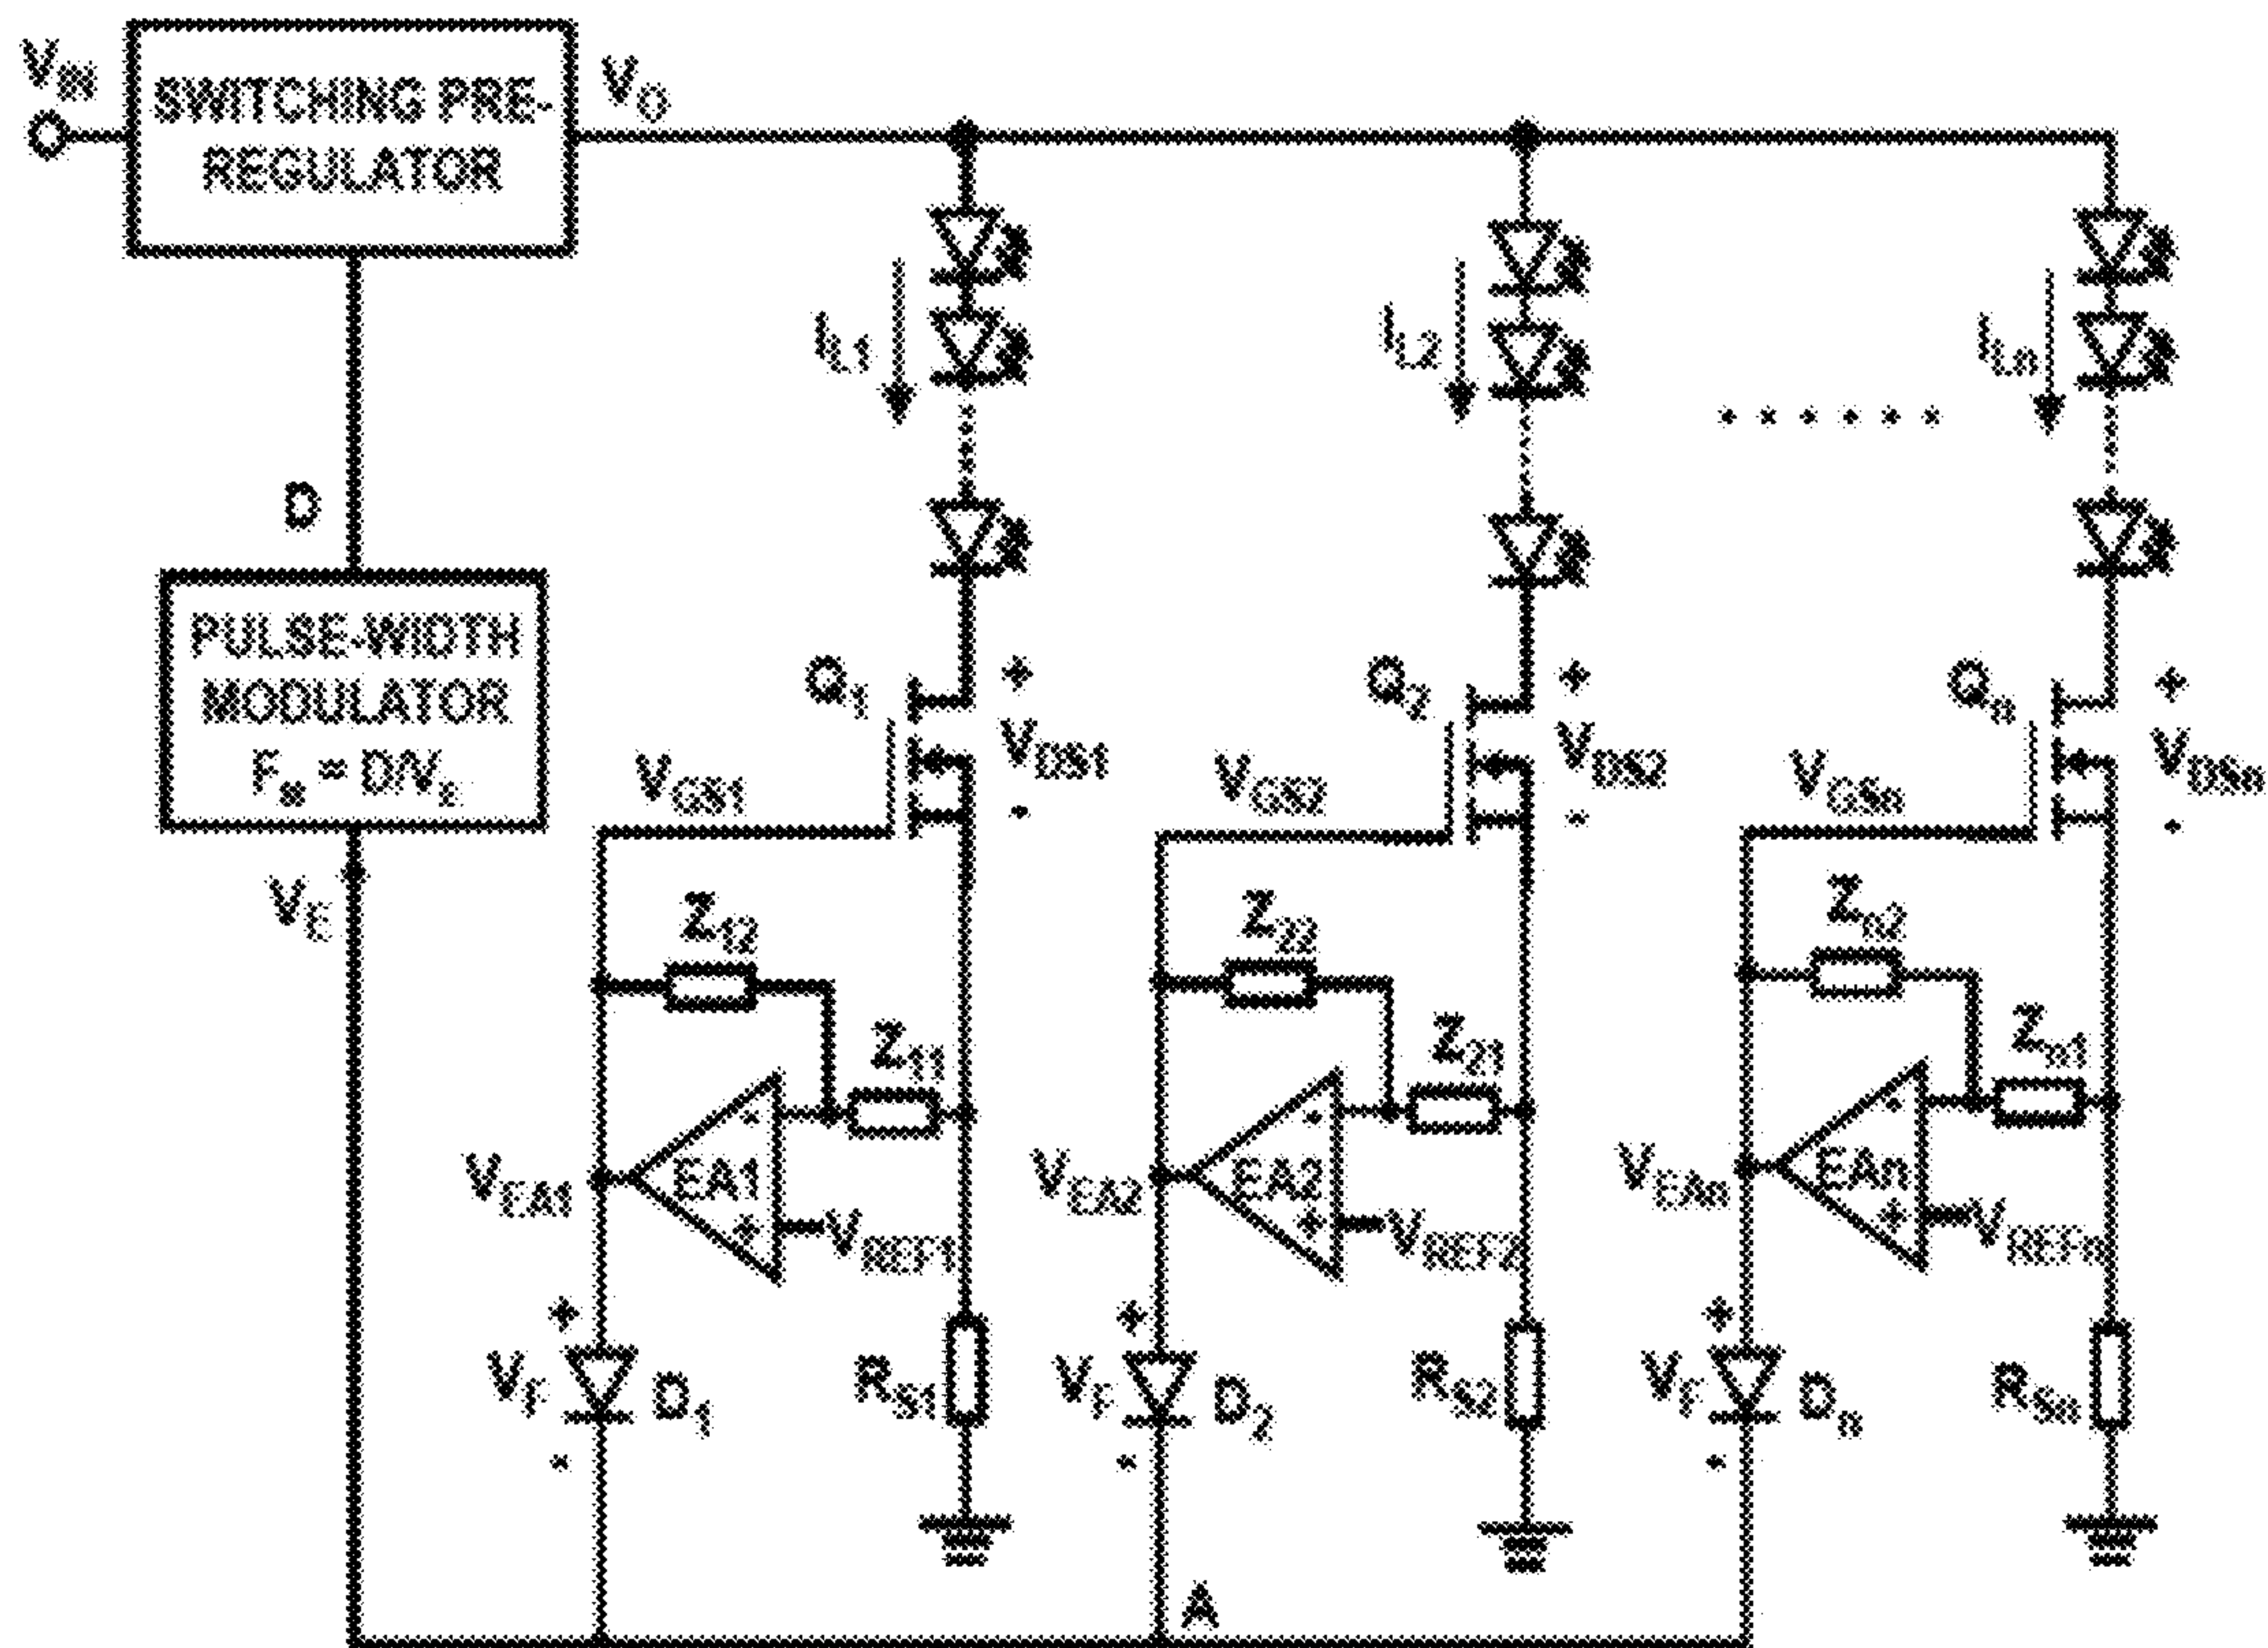 V_IN
SWITCHING PRE-
REGULATOR
V_O
I_L1
I_L2
I_Ln
D
PULSE-WIDTH
MODULATOR
F_M = D/V_E
V_E
Q_1
V_DS1
+
-
V_GS1
Q_2
V_DS2
+
-
V_GS2
Q_n
V_DSn
+
-
V_GSn
Z_12
Z_22
Z_n2
Z_11
Z_21
Z_n1
V_EA1
EA1
-
+
V_REF1
V_EA2
EA2
-
+
V_REF2
V_EAn
EAn
-
+
V_REFn
+
V_F
-
D_1
R_S1
+
V_F
-
D_2
R_S2
+
V_F
-
D_n
R_Sn
A